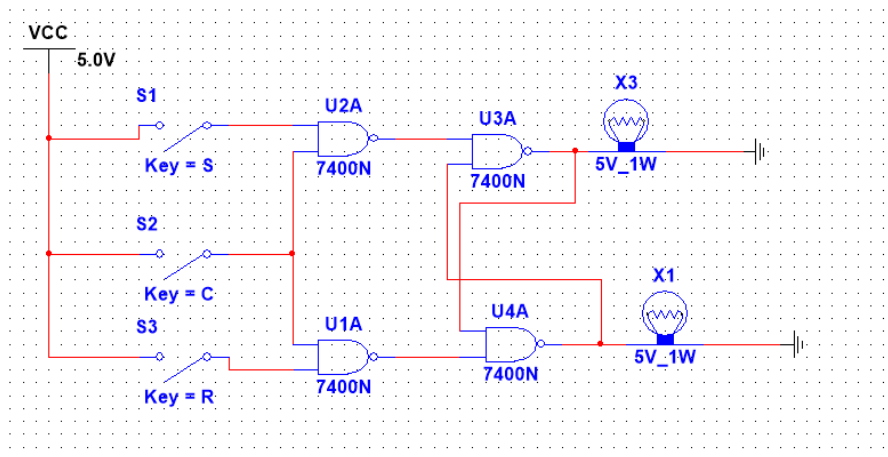 VCC
5.0V
S1
Key = S
U2A
7400N
U3A
7400N
X3
5V_1W
S2
Key = C
S3
Key = R
U1A
7400N
U4A
7400N
X1
5V_1W